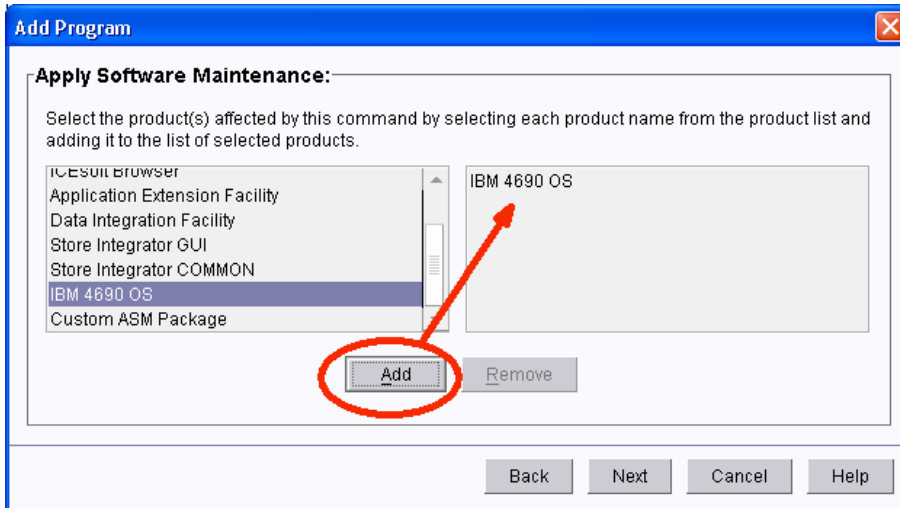 Add Program
Apply Software Maintenance:
Select the product(s) affected by this command by selecting each product name from the product list and
adding it to the list of selected products.
ICEsuit Browser
Application Extension Facility
Data Integration Facility
Store Integrator GUI
Store Integrator COMMON
IBM 4690 OS
Custom ASM Package
IBM 4690 OS
Add
Remove
Back
Next
Cancel
Help